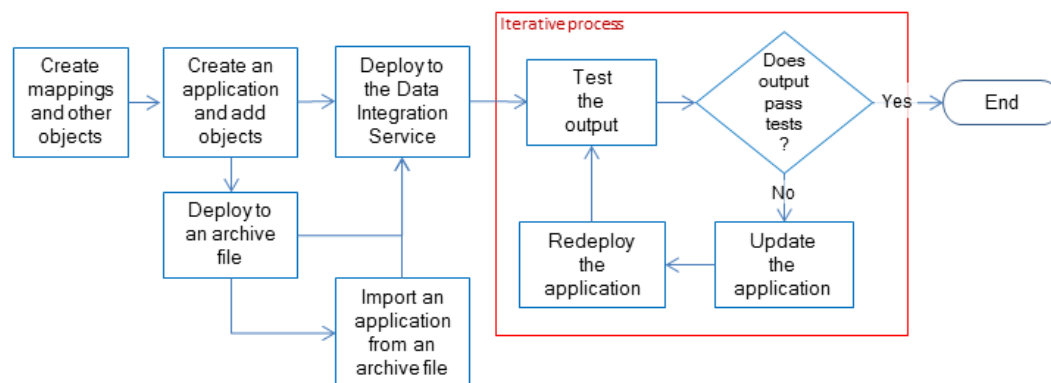 Iterative process
Create
mappings
and other
objects
Create an
application
and add
objects
Deploy to
the Data
Integration
Service
Test
the
output
Does
output
pass
tests
?
Yes
End
No
Deploy to
an archive
file
Redeploy
the
application
Update
the
application
Import an
application
from an
archive file